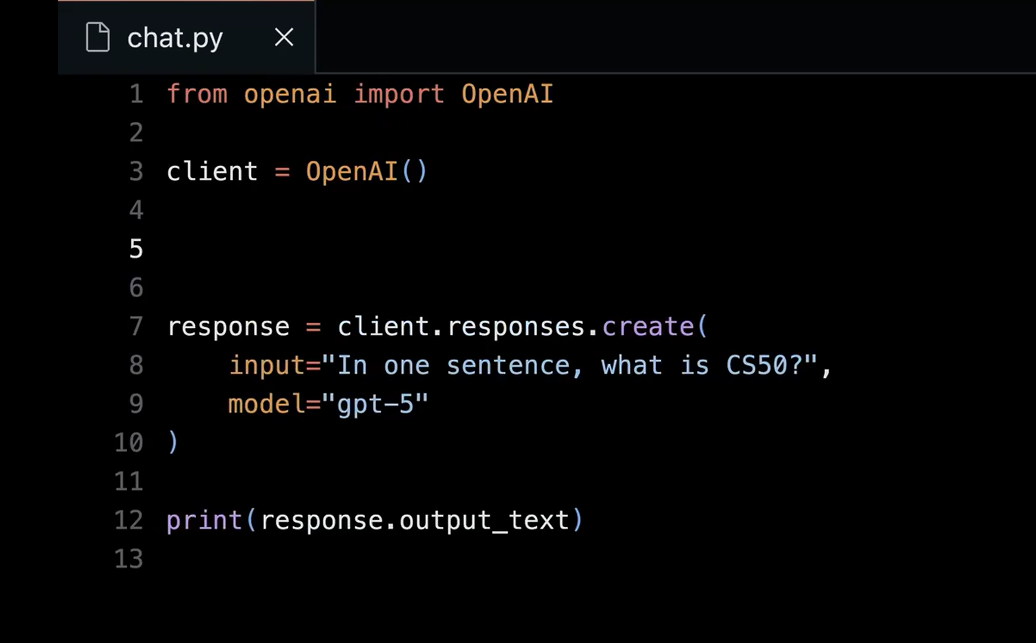 chat.py
1 from openai import OpenAI
2
3 client = OpenAI()
4
5
6
7 response = client.responses.create(
8     input="In one sentence, what is CS50?",
9     model="gpt-5"
10 )
11
12 print(response.output_text)
13